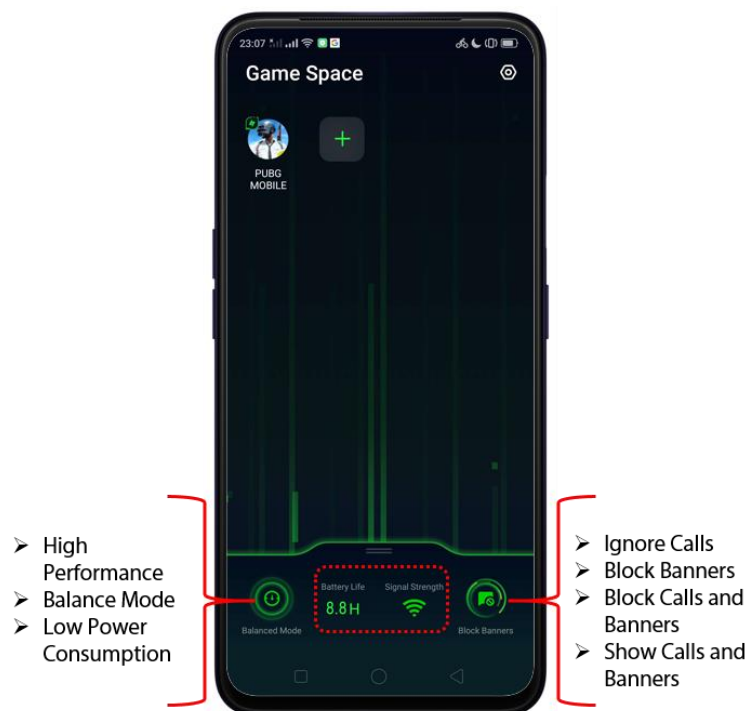 23:07
Game Space
PUBG
MOBILE
➢ High
Performance
➢ Balance Mode
➢ Low Power
Consumption
Battery Life
Signal Strength
8.8H
Balanced Mode
Block Banners
➢ Ignore Calls
➢ Block Banners
➢ Block Calls and
Banners
➢ Show Calls and
Banners